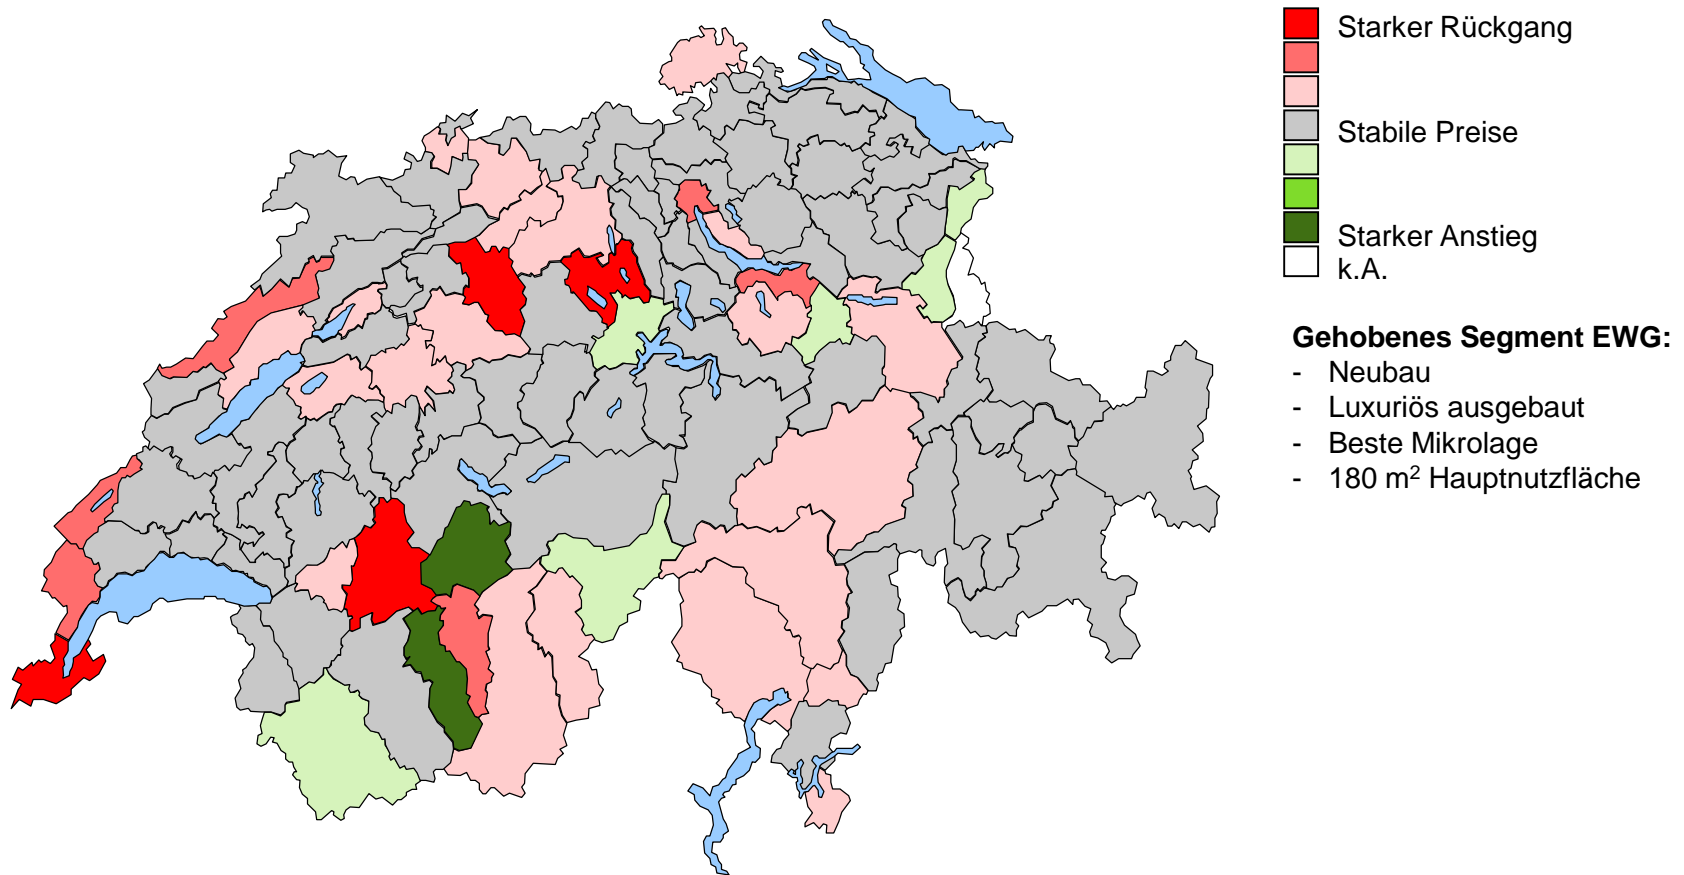 Starker Rückgang
Stabile Preise
Starker Anstieg
k.A.
Gehobenes Segment EWG:
- Neubau
- Luxuriös ausgebaut
- Beste Mikrolage
- 180 m² Hauptnutzfläche